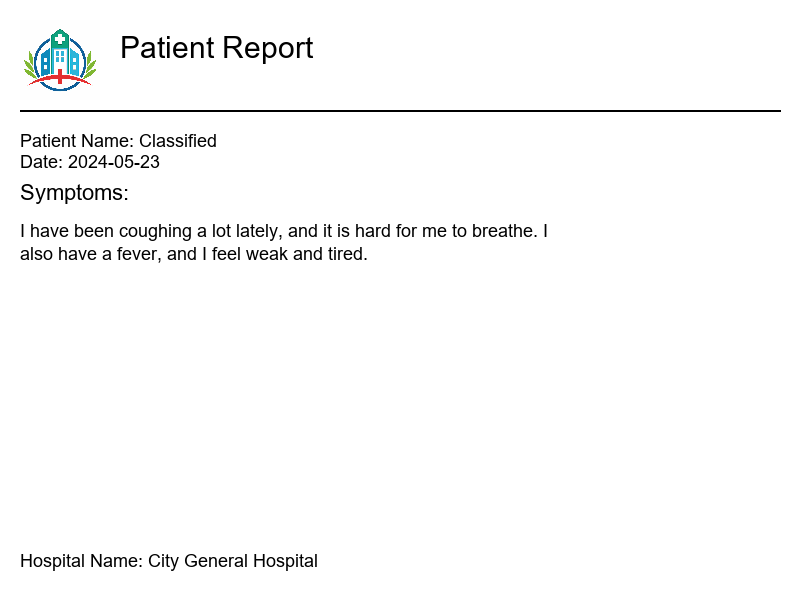 Patient Report
Patient Name: Classified
Date: 2024-05-23
Symptoms:
I have been coughing a lot lately, and it is hard for me to breathe. I
also have a fever, and I feel weak and tired.
Hospital Name: City General Hospital